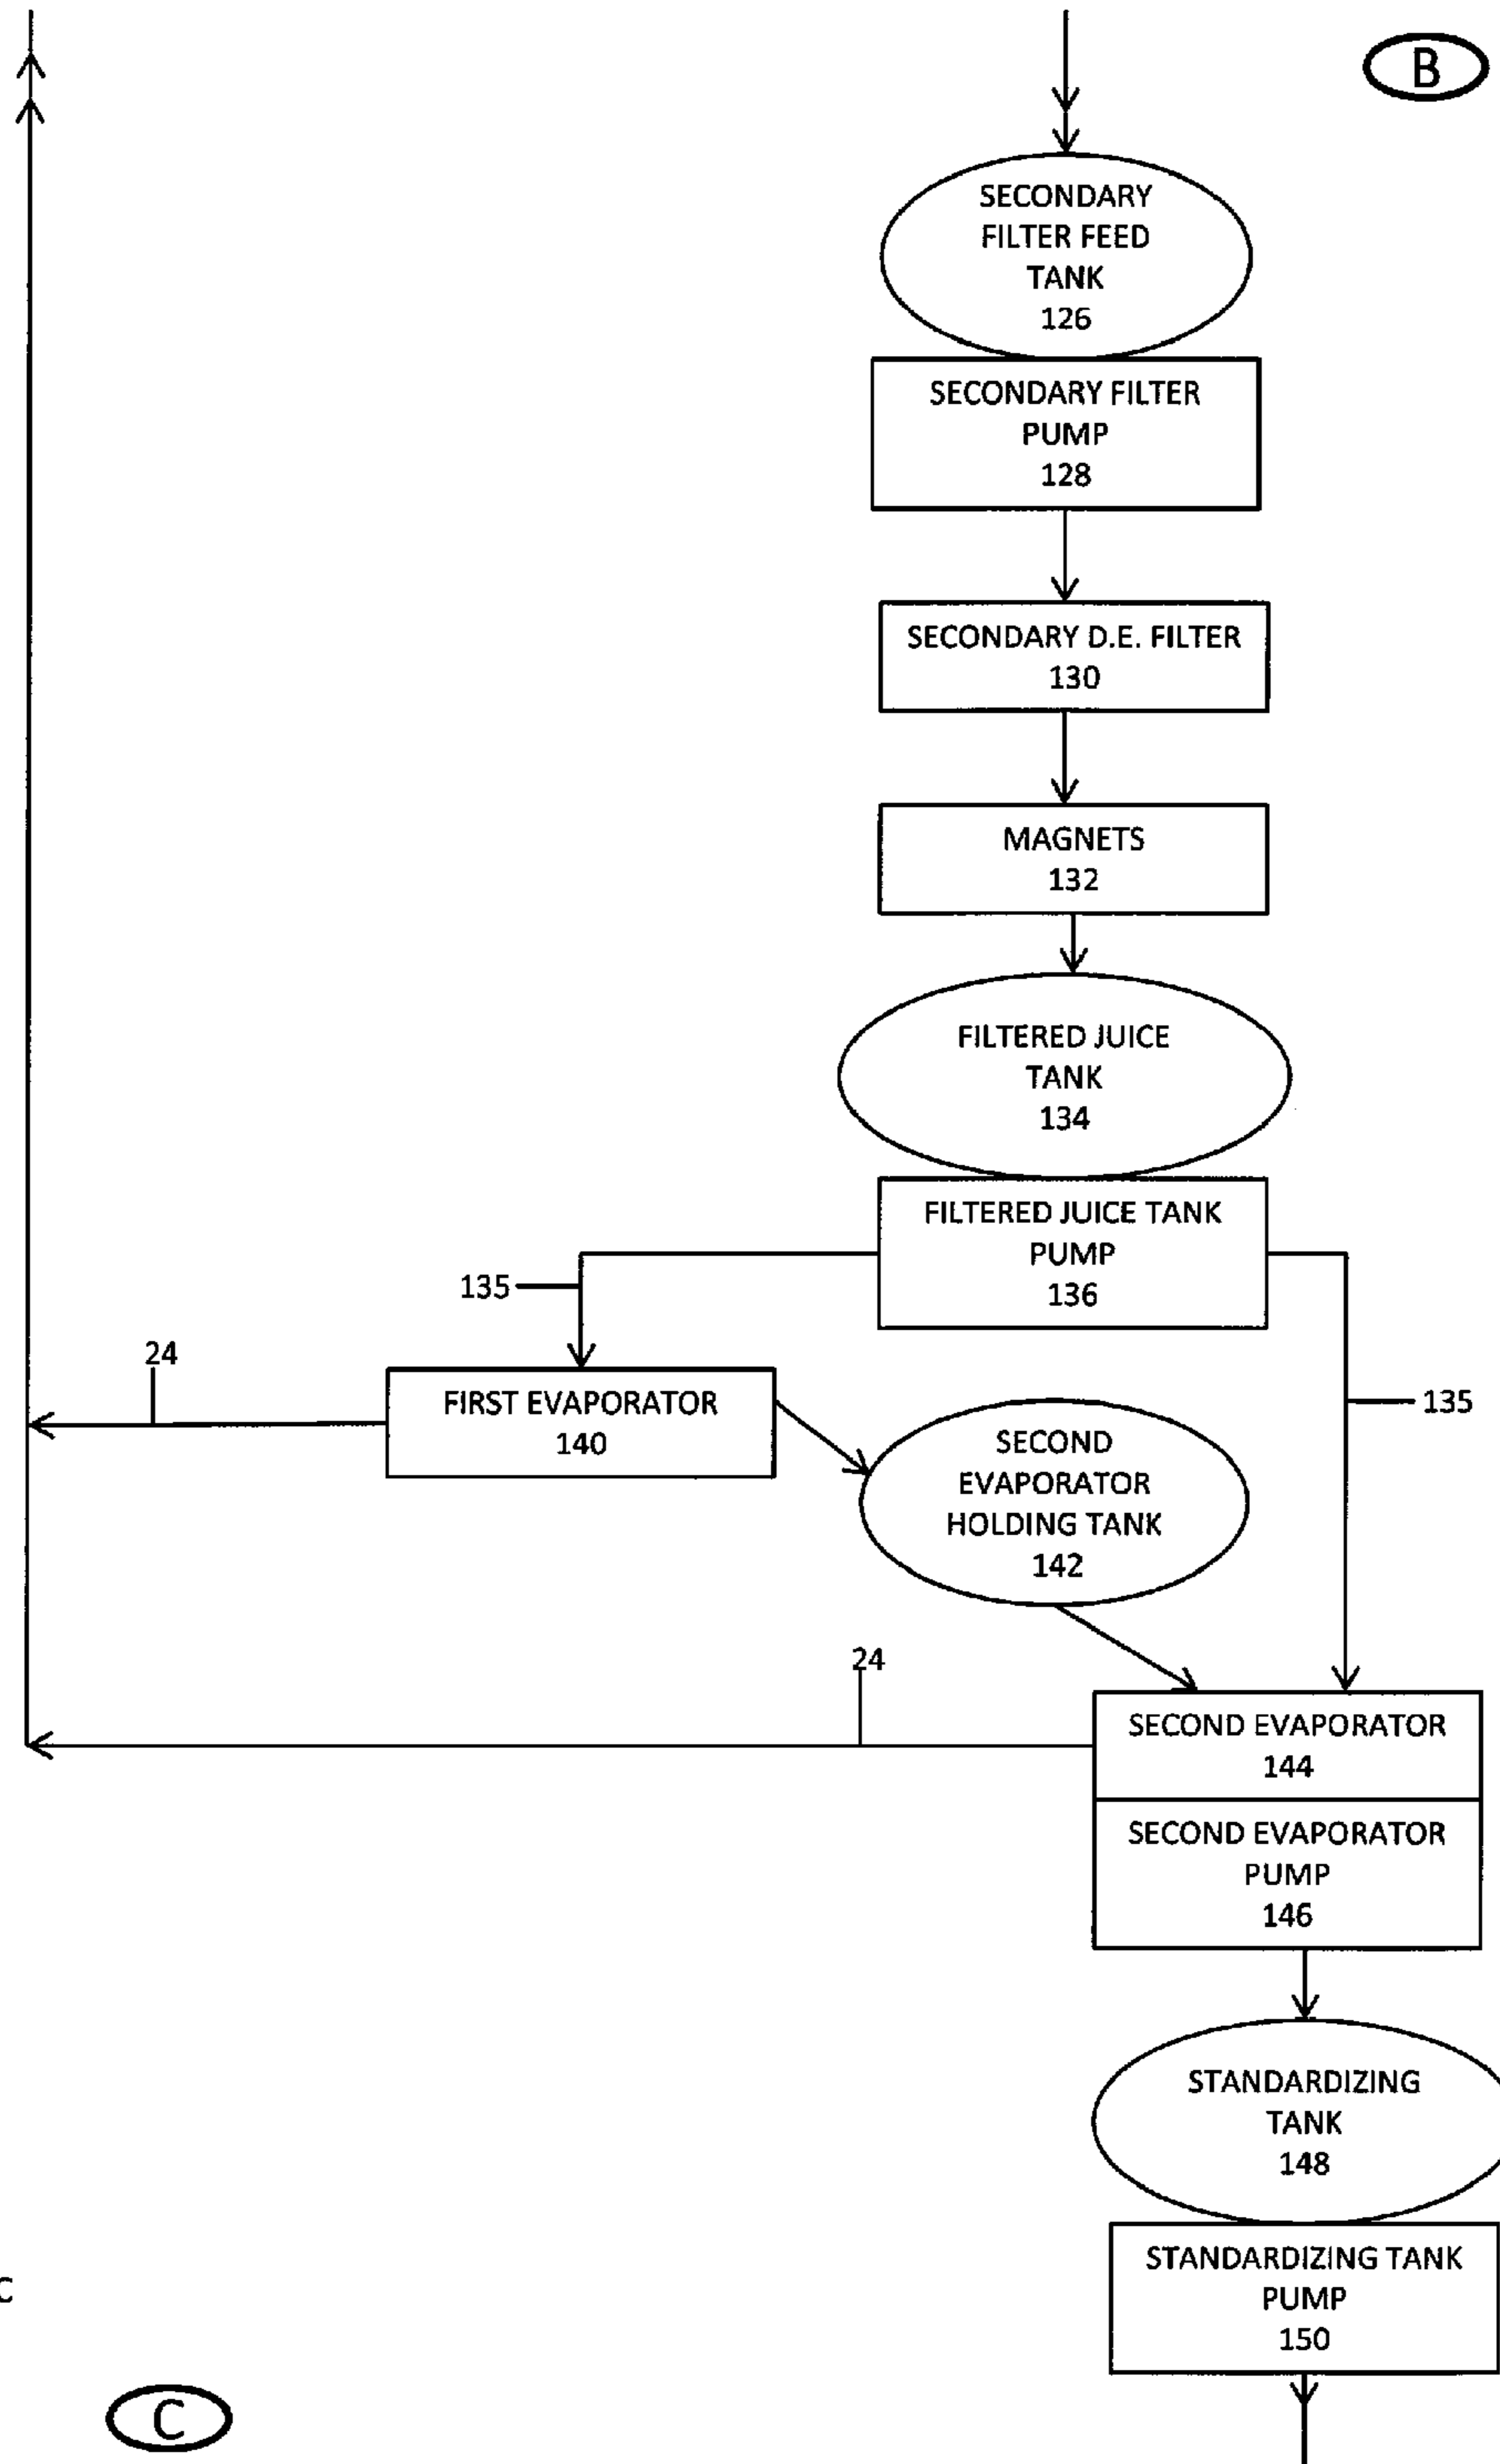 B
SECONDARY
FILTER FEED
TANK
126
SECONDARY FILTER
PUMP
128
SECONDARY D.E. FILTER
130
MAGNETS
132
FILTERED JUICE
TANK
134
FILTERED JUICE TANK
PUMP
136
135
24
FIRST EVAPORATOR
140
135
SECOND
EVAPORATOR
HOLDING TANK
142
24
SECOND EVAPORATOR
144
SECOND EVAPORATOR
PUMP
146
STANDARDIZING
TANK
148
STANDARDIZING TANK
PUMP
150
C
C